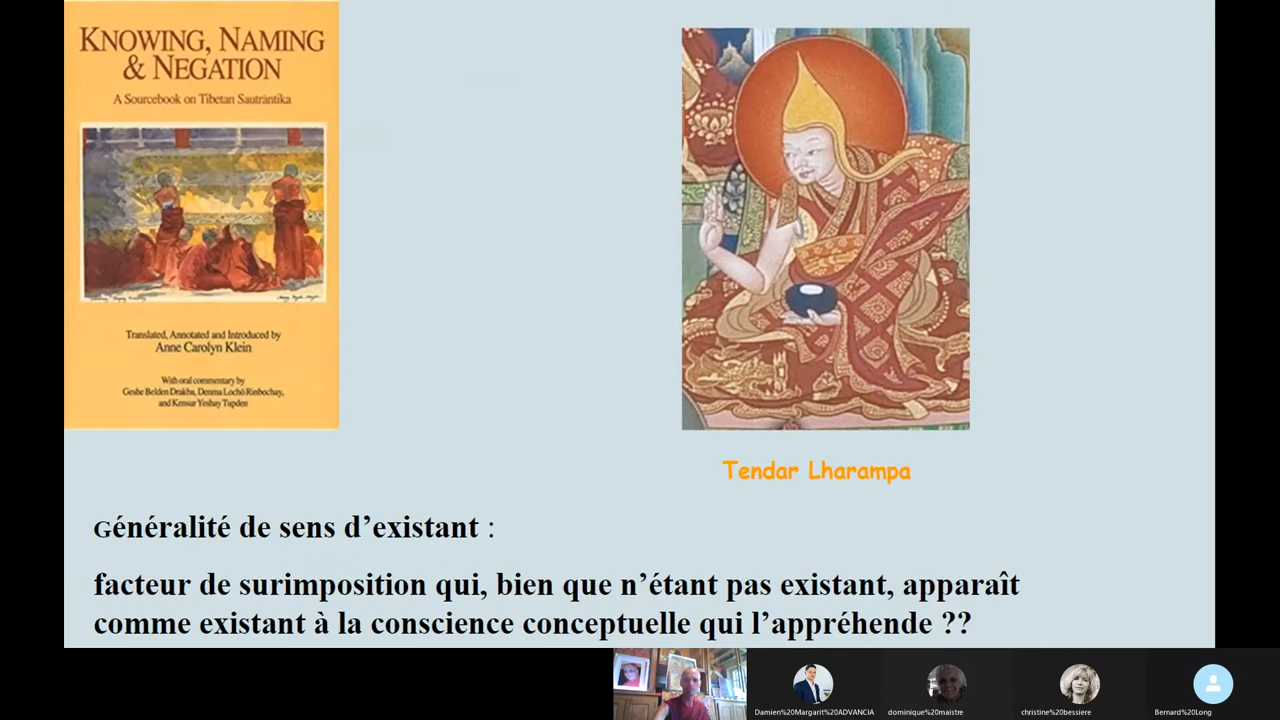 KNOWING, NAMING
& NEGATION
A Sourcebook on Tibetan Sautrāntika
Translated, Annotated and Introduced by
Anne Carolyn Klein
With oral commentary by
Geshe Belden Drakba, Denma Lochö Rinbochay,
and Kensur Yeshay Tupden
Tendar Lharampa
Généralité de sens d’existant :
facteur de surimposition qui, bien que n’étant pas existant, apparaît
comme existant à la conscience conceptuelle qui l’appréhende ??
Damien%20Margarit%20ADVANCIA
dominique%20maistre
christine%20bessiere
Bernard%20Long